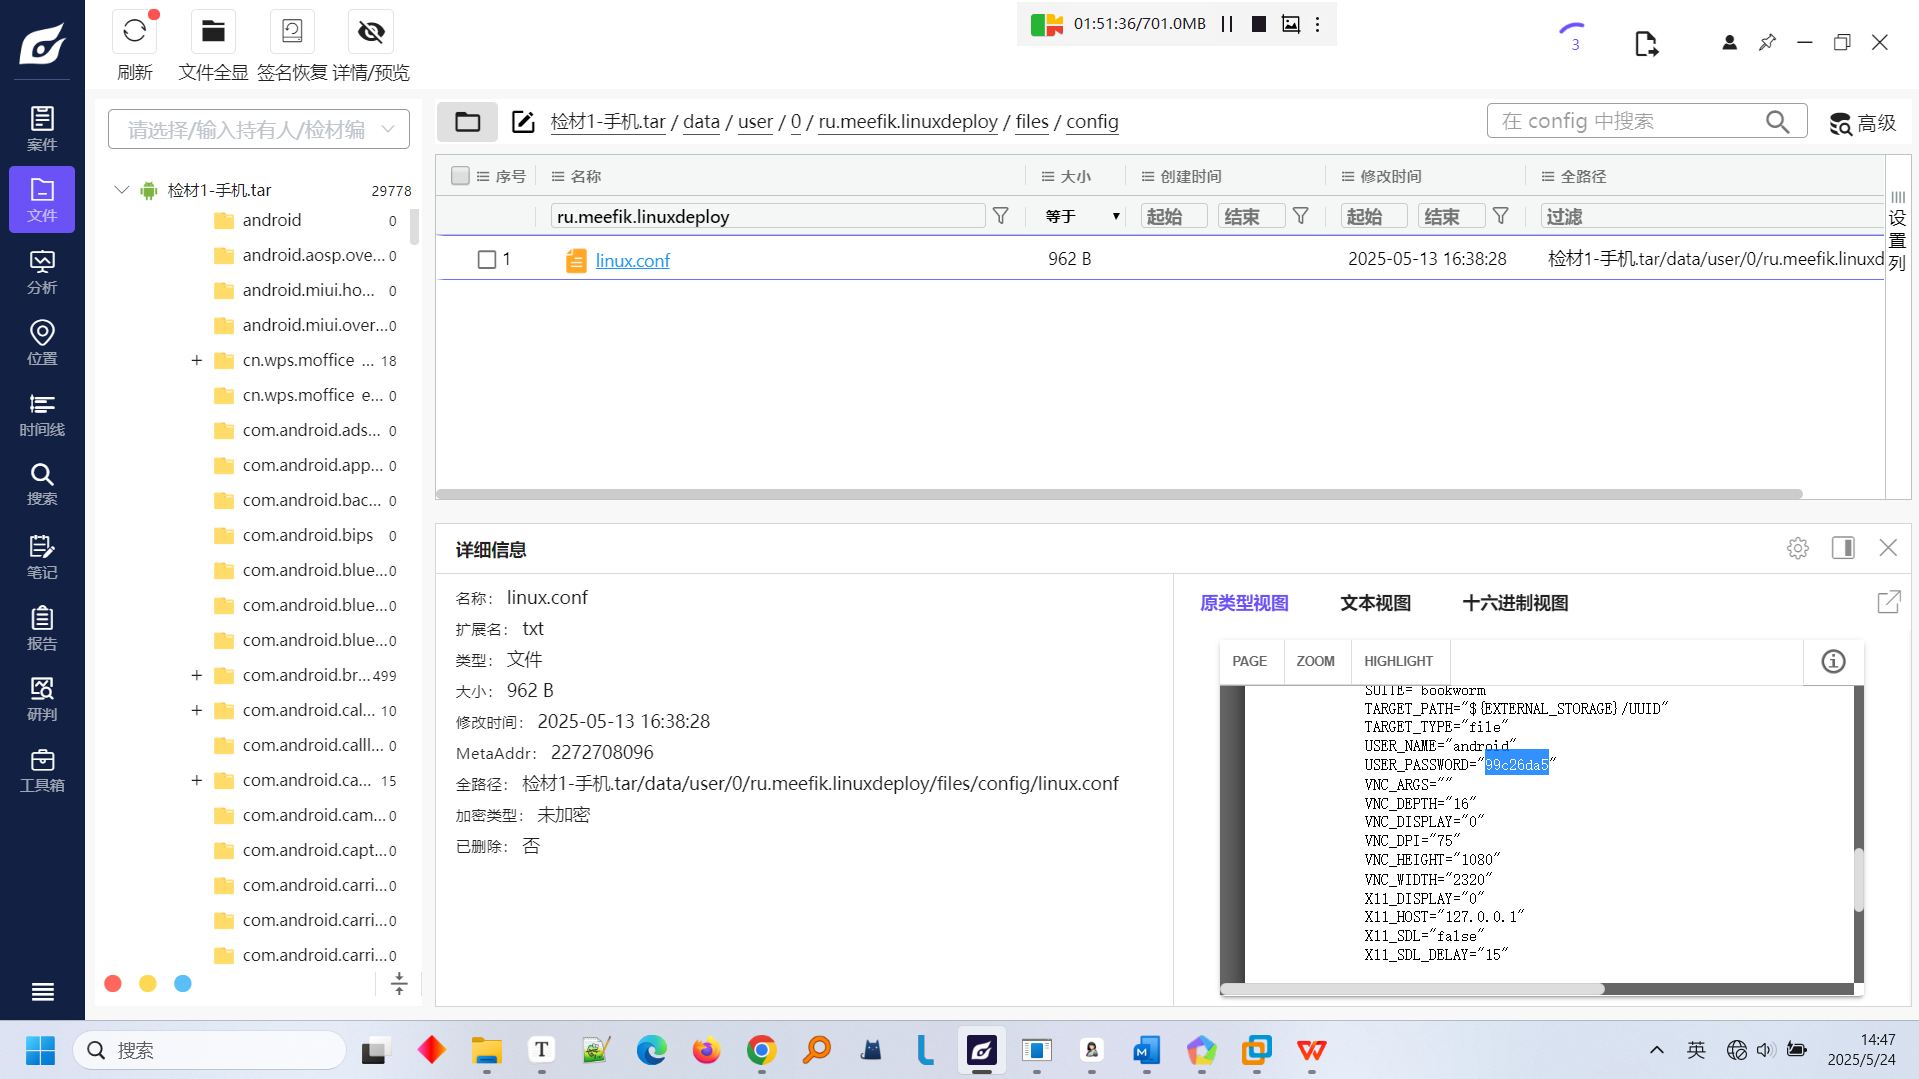 刷新
文件全显
签名恢复
详情/预览
01:51:36/701.0MB
3
案件
文件
分析
位置
时间线
搜索
笔记
报告
研判
工具箱
请选择/输入持有人/检材编
检材1-手机.tar 29778
android 0
android.aosp.ove... 0
android.miui.ho... 0
android.miui.over... 0
+ cn.wps.moffice ... 18
cn.wps.moffice e... 0
com.android.ads... 0
com.android.app... 0
com.android.bac... 0
com.android.bips 0
com.android.blue... 0
com.android.blue... 0
com.android.blue... 0
+ com.android.br... 499
+ com.android.cal... 10
com.android.calll... 0
+ com.android.ca... 15
com.android.cam... 0
com.android.capt... 0
com.android.carri... 0
com.android.carri... 0
com.android.carri... 0
检材1-手机.tar / data / user / 0 / ru.meefik.linuxdeploy / files / config
在 config 中搜索
高级
序号 名称 大小 创建时间 修改时间 全路径
ru.meefik.linuxdeploy 等于 起始 结束 起始 结束 过滤
1 linux.conf 962 B 2025-05-13 16:38:28 检材1-手机.tar/data/user/0/ru.meefik.linuxd
设置列
详细信息
名称: linux.conf
扩展名: txt
类型: 文件
大小: 962 B
修改时间: 2025-05-13 16:38:28
MetaAddr: 2272708096
全路径: 检材1-手机.tar/data/user/0/ru.meefik.linuxdeploy/files/config/linux.conf
加密类型: 未加密
已删除: 否
原类型视图 文本视图 十六进制视图
PAGE ZOOM HIGHLIGHT
SUITE="bookworm
TARGET_PATH="${EXTERNAL_STORAGE}/UUID"
TARGET_TYPE="file"
USER_NAME="android"
USER_PASSWORD="99c26da5"
VNC_ARGS=""
VNC_DEPTH="16"
VNC_DISPLAY="0"
VNC_DPI="75"
VNC_HEIGHT="1080"
VNC_WIDTH="2320"
X11_DISPLAY="0"
X11_HOST="127.0.0.1"
X11_SDL="false"
X11_SDL_DELAY="15"
搜索
英
14:47
2025/5/24